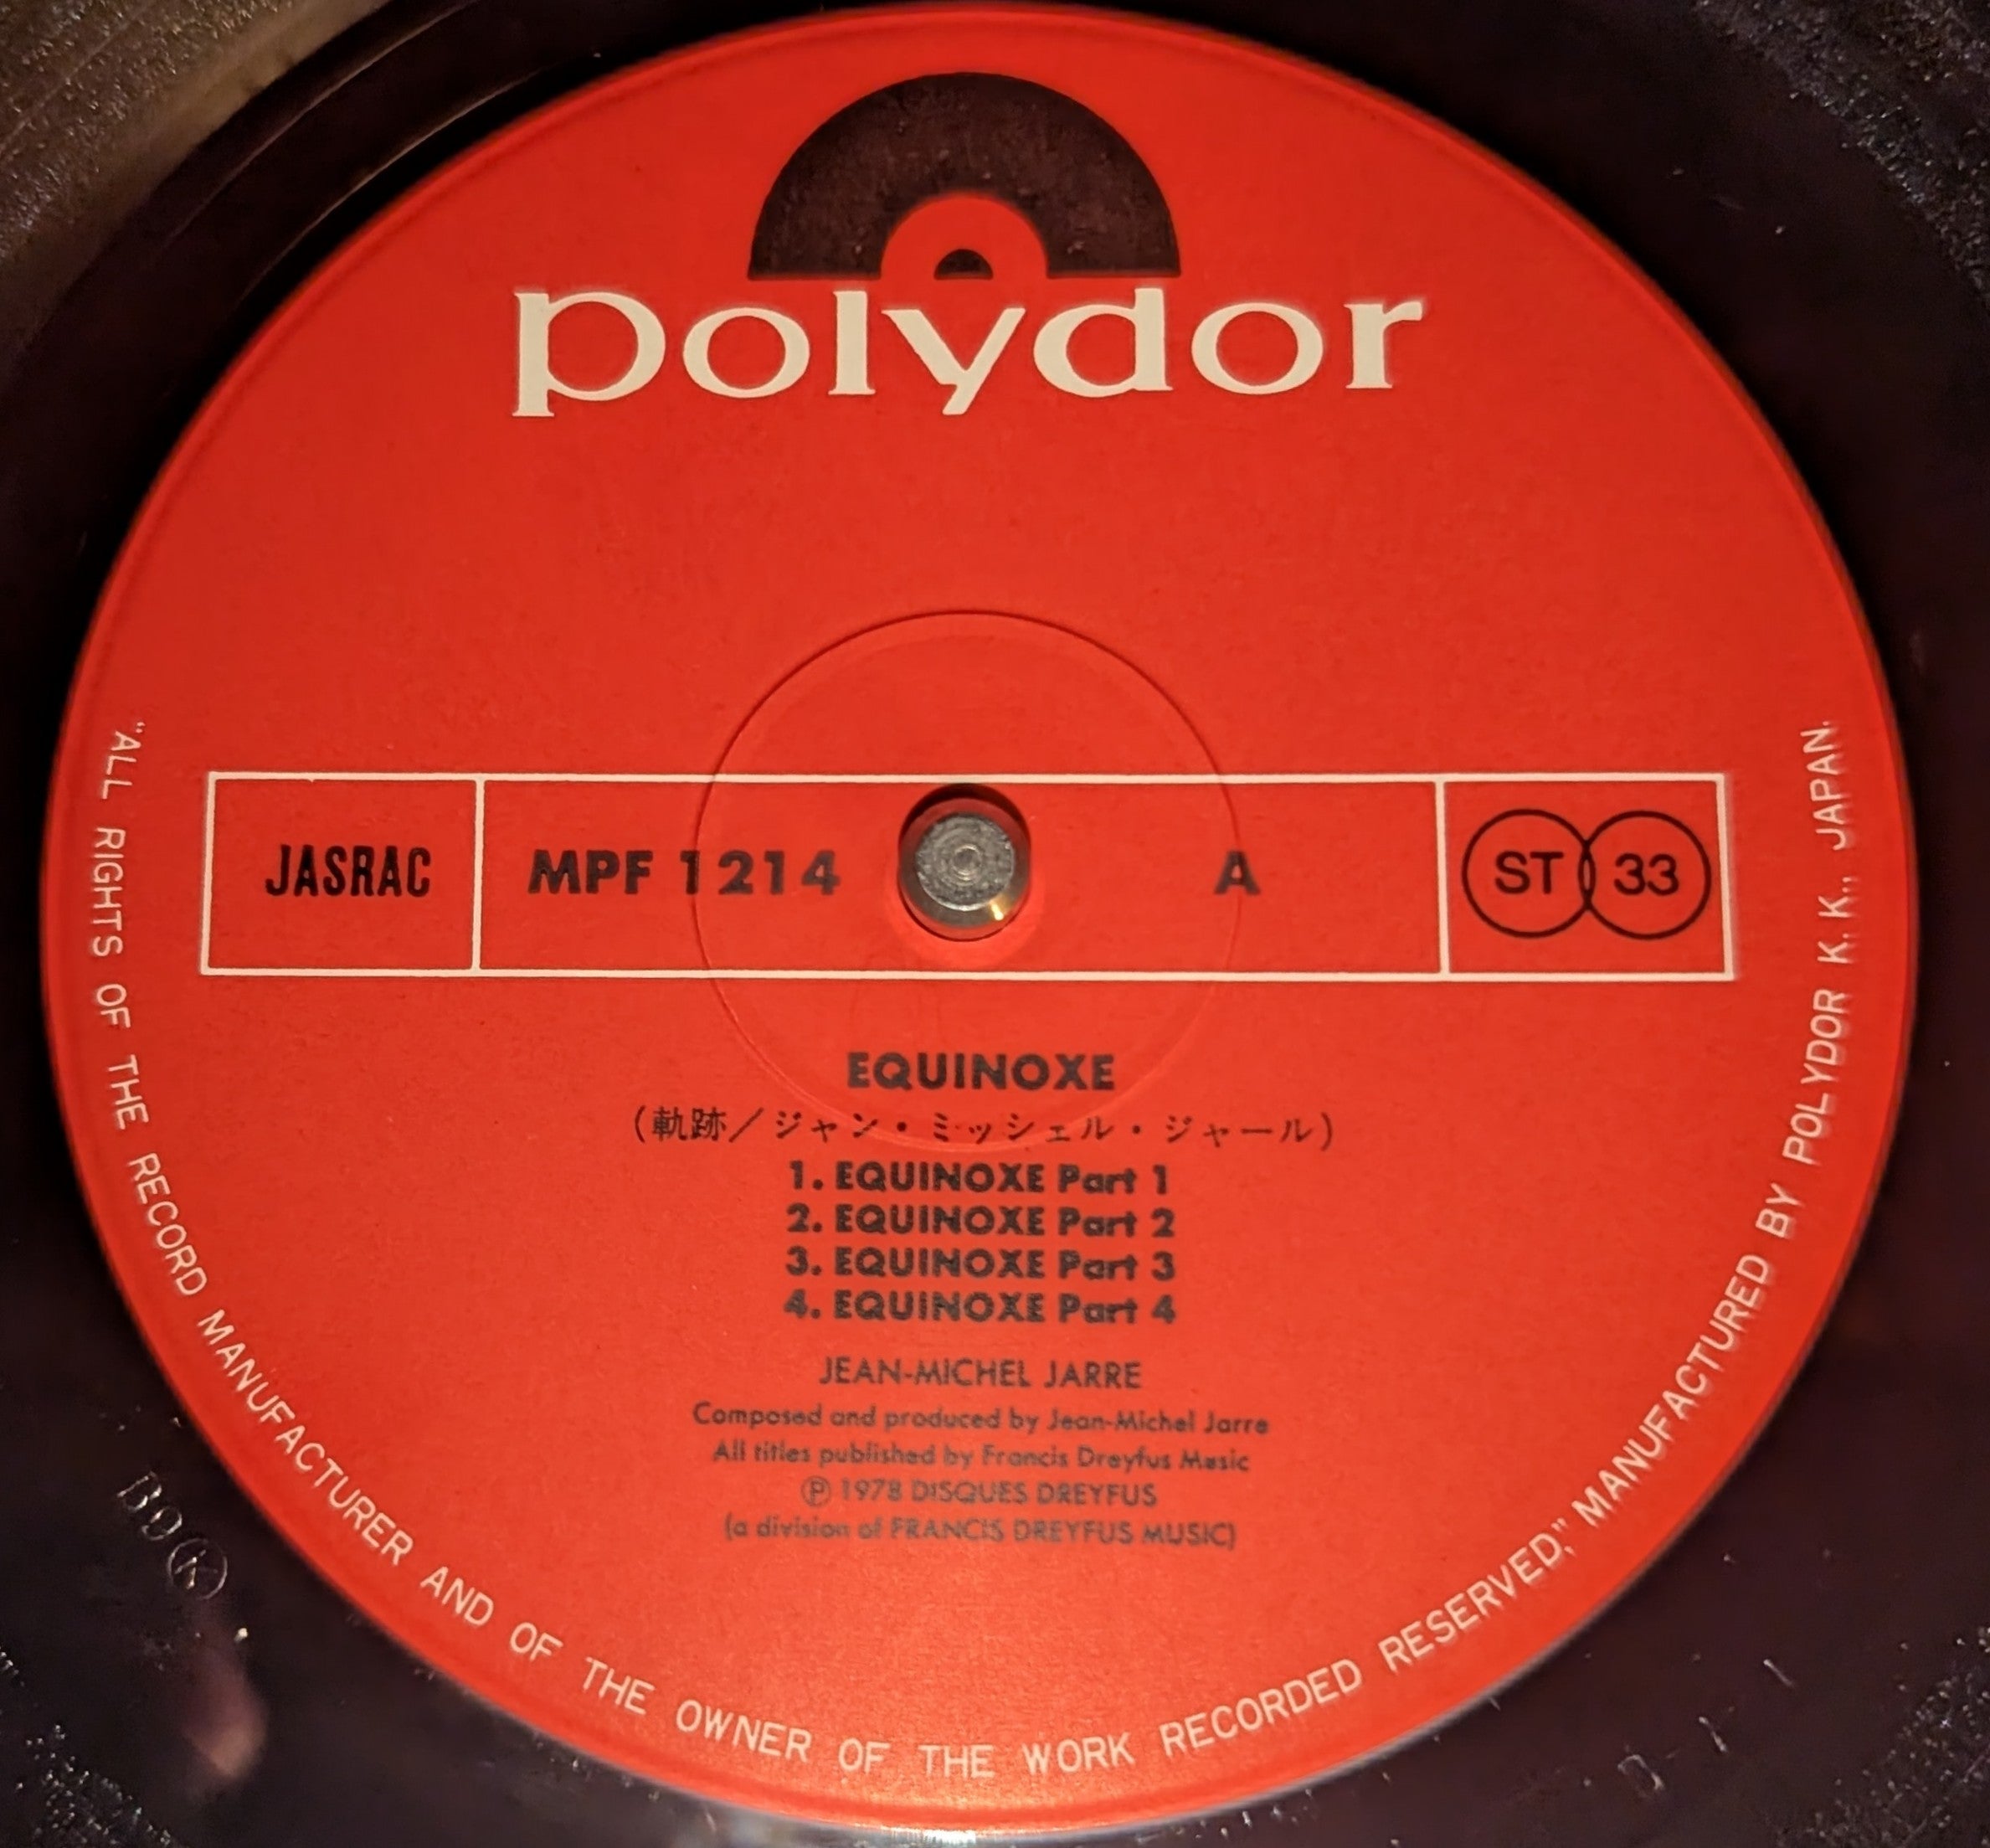 polydor
JASRAC
MPF 1214
A
ST 33
EQUINOXE
(軌跡/ジャン・ミッシェル・ジャール)
1. EQUINOXE Part 1
2. EQUINOXE Part 2
3. EQUINOXE Part 3
4. EQUINOXE Part 4
JEAN-MICHEL JARRE
Composed and produced by Jean-Michel Jarre
All titles published by Francis Dreyfus Music
Ⓟ 1978 DISQUES DREYFUS
(a division of FRANCIS DREYFUS MUSIC)
"ALL RIGHTS OF THE RECORD MANUFACTURER AND OF THE OWNER OF THE WORK RECORDED RESERVED," MANUFACTURED BY POLYDOR K. K., JAPAN.